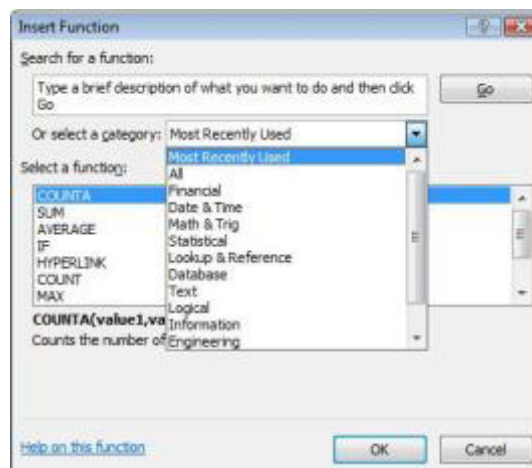 Insert Function
Search for a function:
Type a brief description of what you want to do and then click
Go
Go
Or select a category: Most Recently Used
Most Recently Used
All
Financial
Date & Time
Math & Trig
Statistical
Lookup & Reference
Database
Text
Logical
Information
Engineering
Select a function:
COUNTA
SUM
AVERAGE
IF
HYPERLINK
COUNT
MAX
COUNTA(value1,va
Counts the number of
Help on this function
OK
Cancel